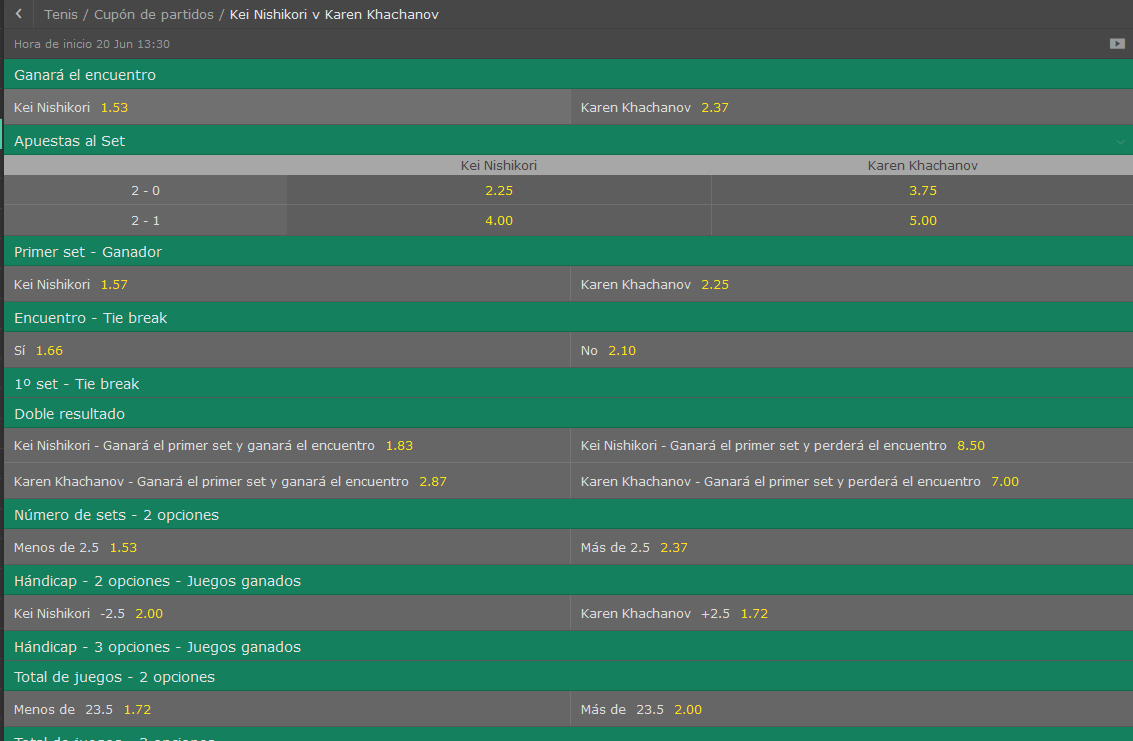 Tenis / Cupón de partidos / Kei Nishikori v Karen Khachanov
Hora de inicio 20 Jun 13:30
Ganará el encuentro
Kei Nishikori 1.53 Karen Khachanov 2.37
Apuestas al Set
Kei Nishikori Karen Khachanov
2 - 0 2.25 3.75
2 - 1 4.00 5.00
Primer set - Ganador
Kei Nishikori 1.57 Karen Khachanov 2.25
Encuentro - Tie break
Sí 1.66 No 2.10
1º set - Tie break
Doble resultado
Kei Nishikori - Ganará el primer set y ganará el encuentro 1.83 Kei Nishikori - Ganará el primer set y perderá el encuentro 8.50
Karen Khachanov - Ganará el primer set y ganará el encuentro 2.87 Karen Khachanov - Ganará el primer set y perderá el encuentro 7.00
Número de sets - 2 opciones
Menos de 2.5 1.53 Más de 2.5 2.37
Hándicap - 2 opciones - Juegos ganados
Kei Nishikori -2.5 2.00 Karen Khachanov +2.5 1.72
Hándicap - 3 opciones - Juegos ganados
Total de juegos - 2 opciones
Menos de 23.5 1.72 Más de 23.5 2.00
Total de juegos - 3 opciones